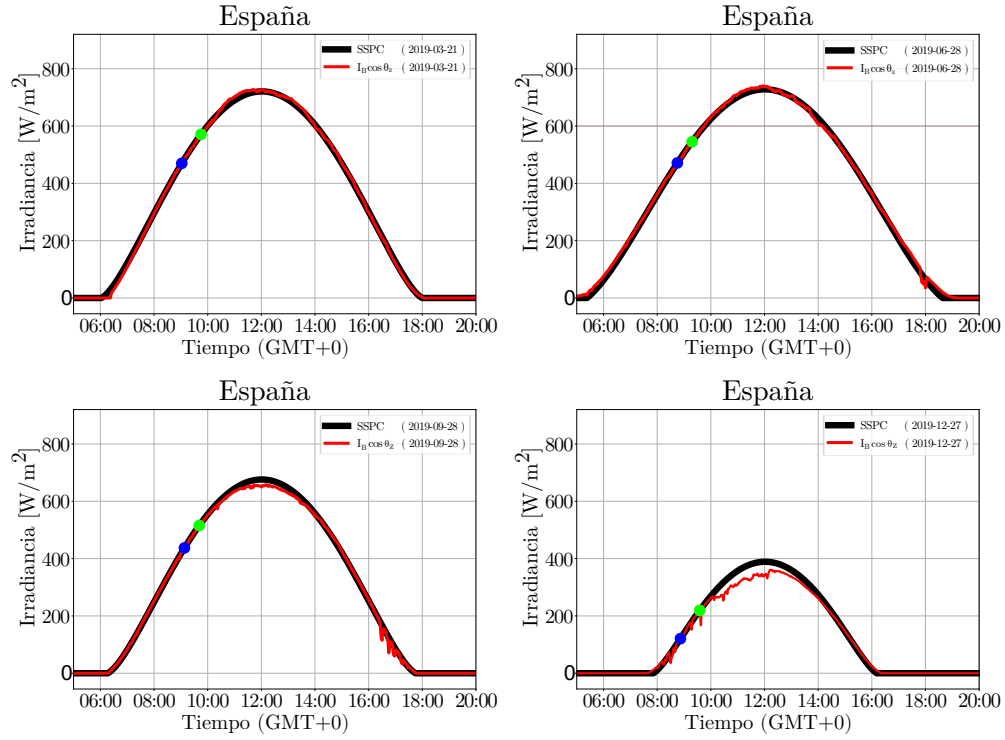 España
SSPC (2019-03-21)
I_B cos θ_z (2019-03-21)
Irradiancia [W/m²]
800
600
400
200
0
06:00 08:00 10:00 12:00 14:00 16:00 18:00 20:00
Tiempo (GMT+0)
España
SSPC (2019-06-28)
I_B cos θ_z (2019-06-28)
Irradiancia [W/m²]
800
600
400
200
0
06:00 08:00 10:00 12:00 14:00 16:00 18:00 20:00
Tiempo (GMT+0)
España
SSPC (2019-09-28)
I_B cos θ_z (2019-09-28)
Irradiancia [W/m²]
800
600
400
200
0
06:00 08:00 10:00 12:00 14:00 16:00 18:00 20:00
Tiempo (GMT+0)
España
SSPC (2019-12-27)
I_B cos θ_z (2019-12-27)
Irradiancia [W/m²]
800
600
400
200
0
06:00 08:00 10:00 12:00 14:00 16:00 18:00 20:00
Tiempo (GMT+0)